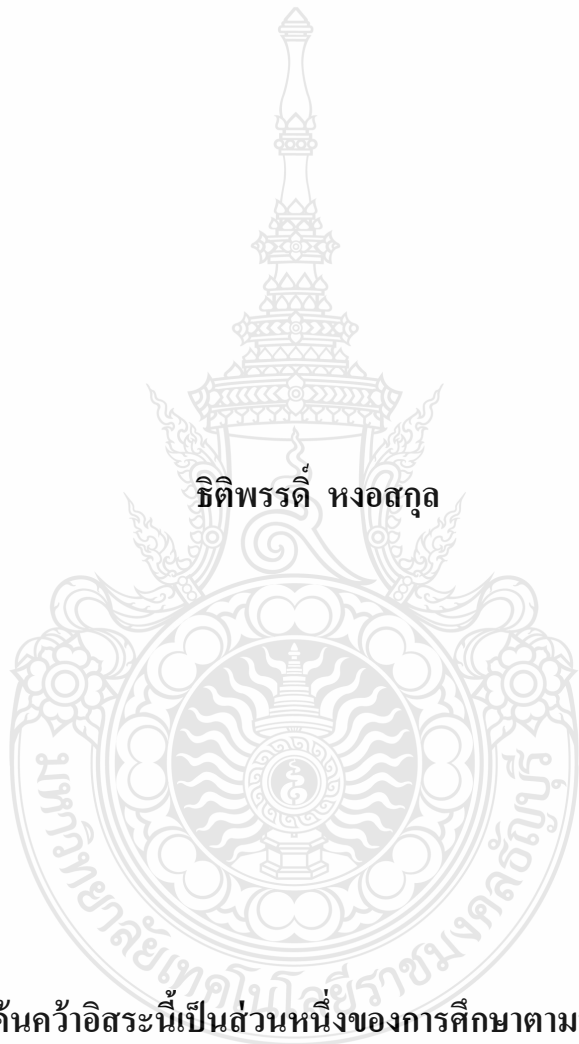 ธิติพรรดิ์ หงอสกุล
มหาวิทยาลัยเทคโนโลยีราชมงคลธัญบุรี
ค้นคว้าอิสระนี้เป็นส่วนหนึ่งของการศึกษาตาม